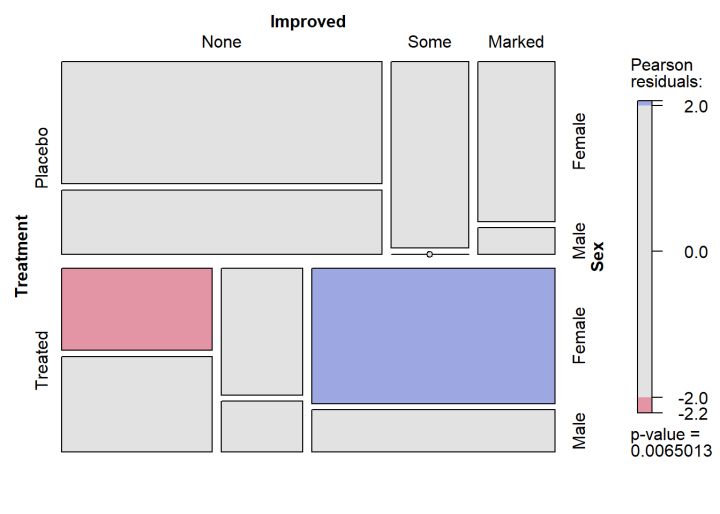 Improved
None Some Marked
Treatment
Placebo
Treated
Female
Male
Female
Male
Sex
Pearson
residuals:
2.0
0.0
-2.0
-2.2
p-value =
0.0065013